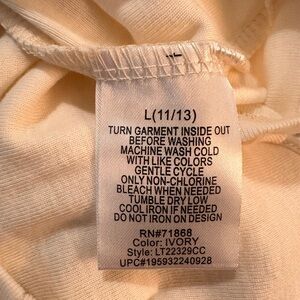 L(11/13)
TURN GARMENT INSIDE OUT
BEFORE WASHING
MACHINE WASH COLD
WITH LIKE COLORS
GENTLE CYCLE
ONLY NON-CHLORINE
BLEACH WHEN NEEDED
TUMBLE DRY LOW
COOL IRON IF NEEDED
DO NOT IRON ON DESIGN
RN#71868
Color: IVORY
Style: LT22329CC
UPC#195932240928